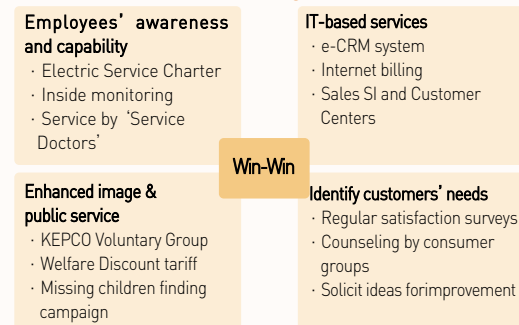 Employees' awareness
and capability
· Electric Service Charter
· Inside monitoring
· Service by 'Service
Doctors'
IT-based services
· e-CRM system
· Internet billing
· Sales SI and Customer
Centers
Win-Win
Enhanced image &
public service
· KEPCO Voluntary Group
· Welfare Discount tariff
· Missing children finding
campaign
Identify customers' needs
· Regular satisfaction surveys
· Counseling by consumer
groups
· Solicit ideas forimprovement